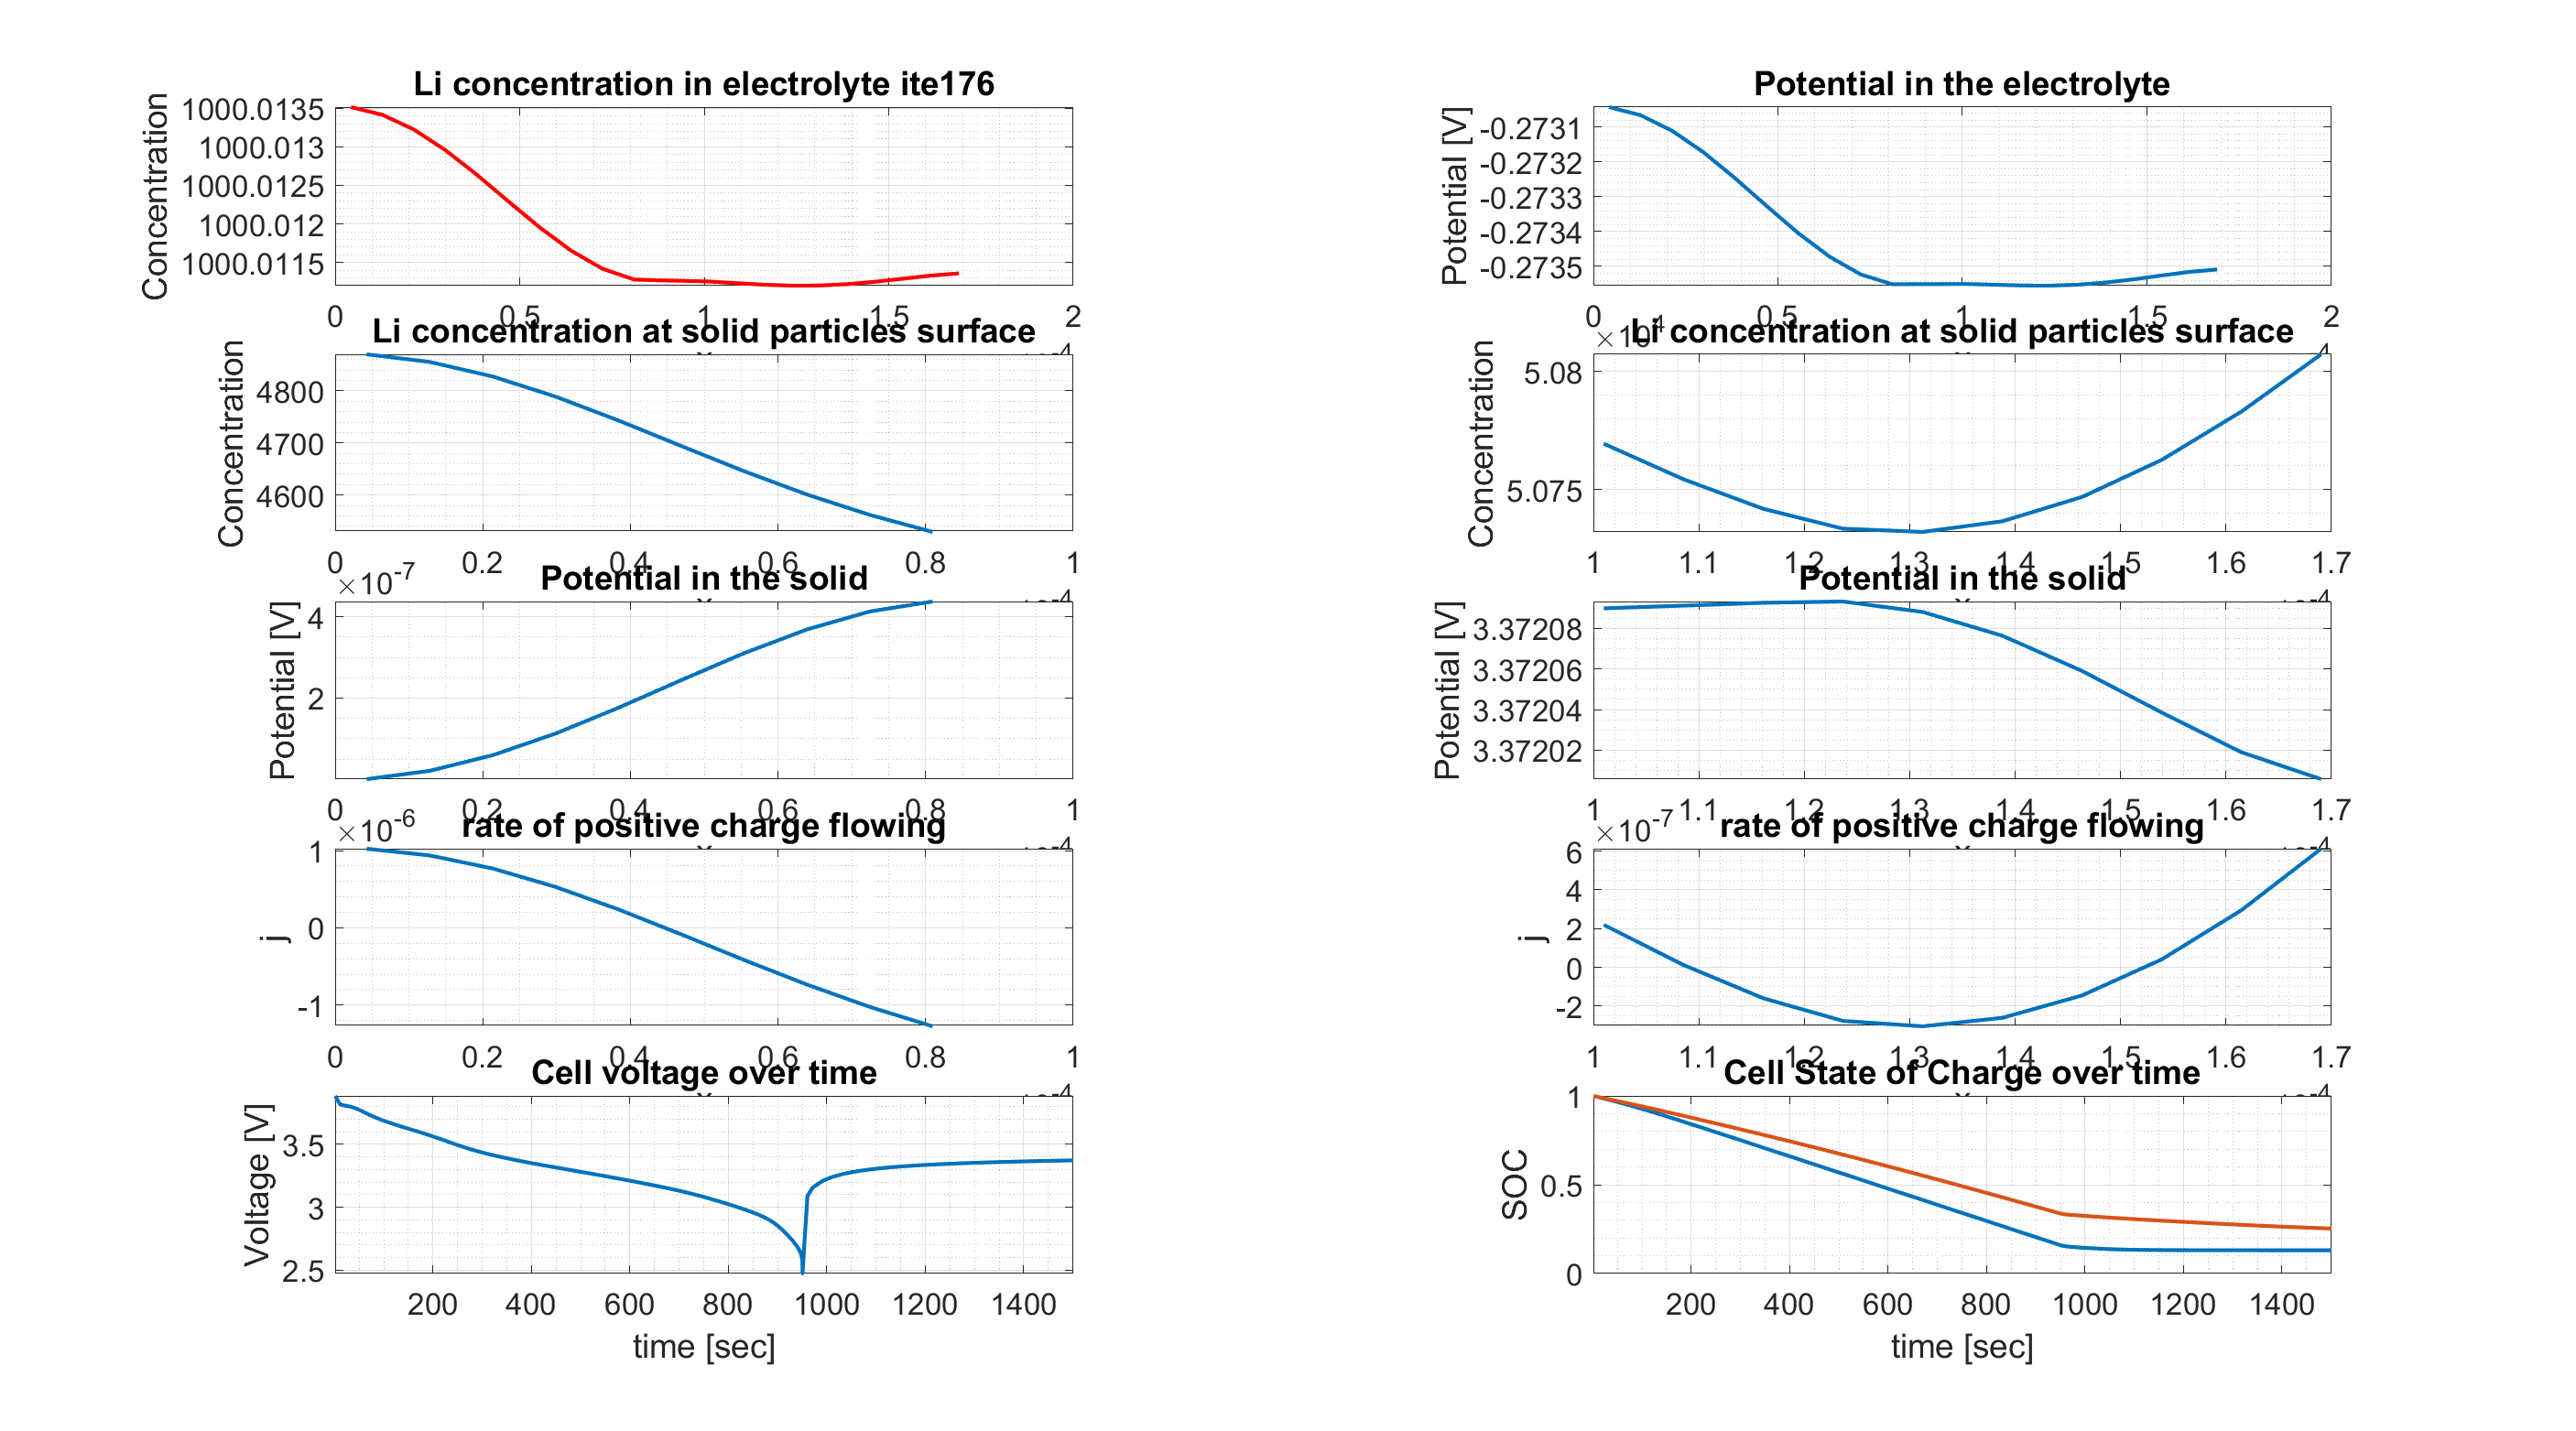 Li concentration in electrolyte ite176
Concentration
1000.0135
1000.013
1000.0125
1000.012
1000.0115
0 0.5 1 1.5 2
Potential in the electrolyte
Potential [V]
-0.2731
-0.2732
-0.2733
-0.2734
-0.2735
0 0.5 1 1.5 2
Li concentration at solid particles surface
Concentration
4800
4700
4600
0 0.2 0.4 0.6 0.8 1
×10^4
Li concentration at solid particles surface
Concentration
5.08
5.075
1 1.1 1.2 1.3 1.4 1.5 1.6 1.7
Potential in the solid
×10^-7
Potential [V]
4
2
0 0.2 0.4 0.6 0.8 1
Potential in the solid
Potential [V]
3.37208
3.37206
3.37204
3.37202
1 1.1 1.2 1.3 1.4 1.5 1.6 1.7
rate of positive charge flowing
×10^-6
j
1
0
-1
0 0.2 0.4 0.6 0.8 1
rate of positive charge flowing
×10^-7
j
6
4
2
0
-2
1 1.1 1.2 1.3 1.4 1.5 1.6 1.7
Cell voltage over time
Voltage [V]
3.5
3
2.5
200 400 600 800 1000 1200 1400
time [sec]
Cell State of Charge over time
SOC
1
0.5
0
200 400 600 800 1000 1200 1400
time [sec]